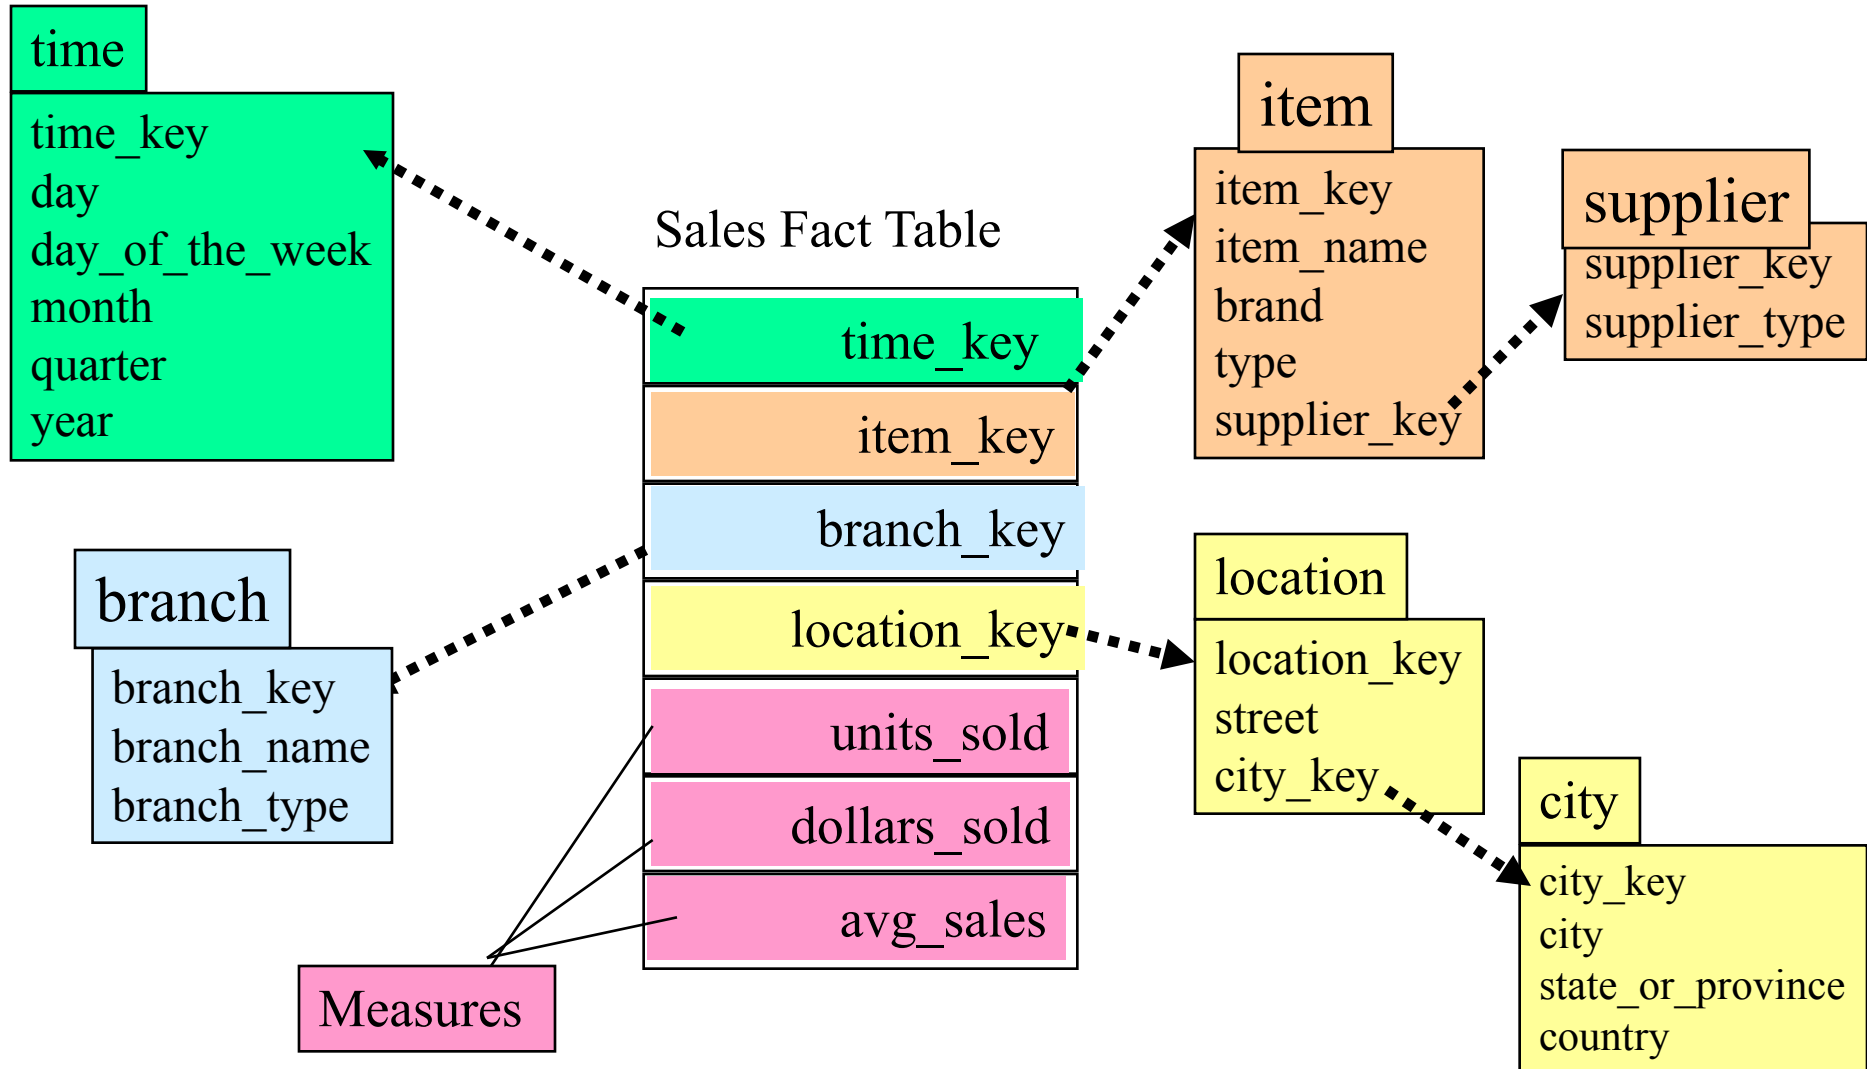 time
time_key
day
day_of_the_week
month
quarter
year
Sales Fact Table
time_key
item_key
branch_key
location_key
units_sold
dollars_sold
avg_sales
Measures
branch
branch_key
branch_name
branch_type
item
item_key
item_name
brand
type
supplier_key
supplier
supplier_key
supplier_type
location
location_key
street
city_key
city
city_key
city
state_or_province
country